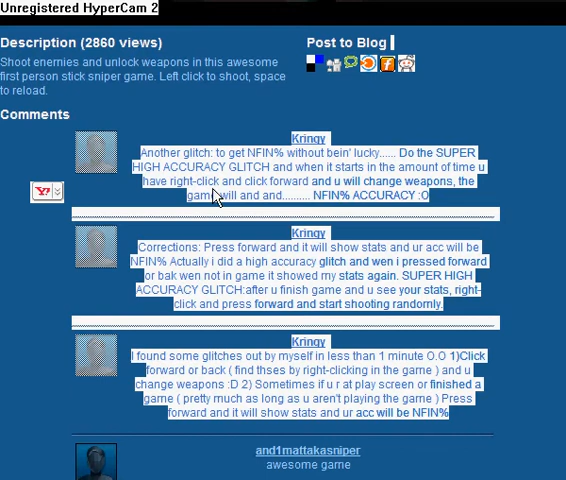 Unregistered HyperCam 2
Description (2860 views)
Post to Blog
Shoot enemies and unlock weapons in this awesome
first person stick sniper game. Left click to shoot, space
to reload.
Comments
Kringy
Another glitch: to get NFIN% without bein' lucky...... Do the SUPER
HIGH ACCURACY GLITCH and when it starts in the amount of time u
have right-click and click forward and u will change weapons, the
game will and and.......... NFIN% ACCURACY :O
Kringy
Corrections: Press forward and it will show stats and ur acc will be
NFIN% Actually i did a high accuracy glitch and wen i pressed forward
or bak wen not in game it showed my stats again. SUPER HIGH
ACCURACY GLITCH:after u finish game and u see your stats, right-
click and press forward and start shooting randomly.
Kringy
I found some glitches out by myself in less than 1 minute O.O 1)Click
forward or back ( find thses by right-clicking in the game ) and u
change weapons :D 2) Sometimes if u r at play screen or finished a
game ( pretty much as long as u aren't playing the game ) Press
forward and it will show stats and ur acc will be NFIN%
and1mattakasniper
awesome game